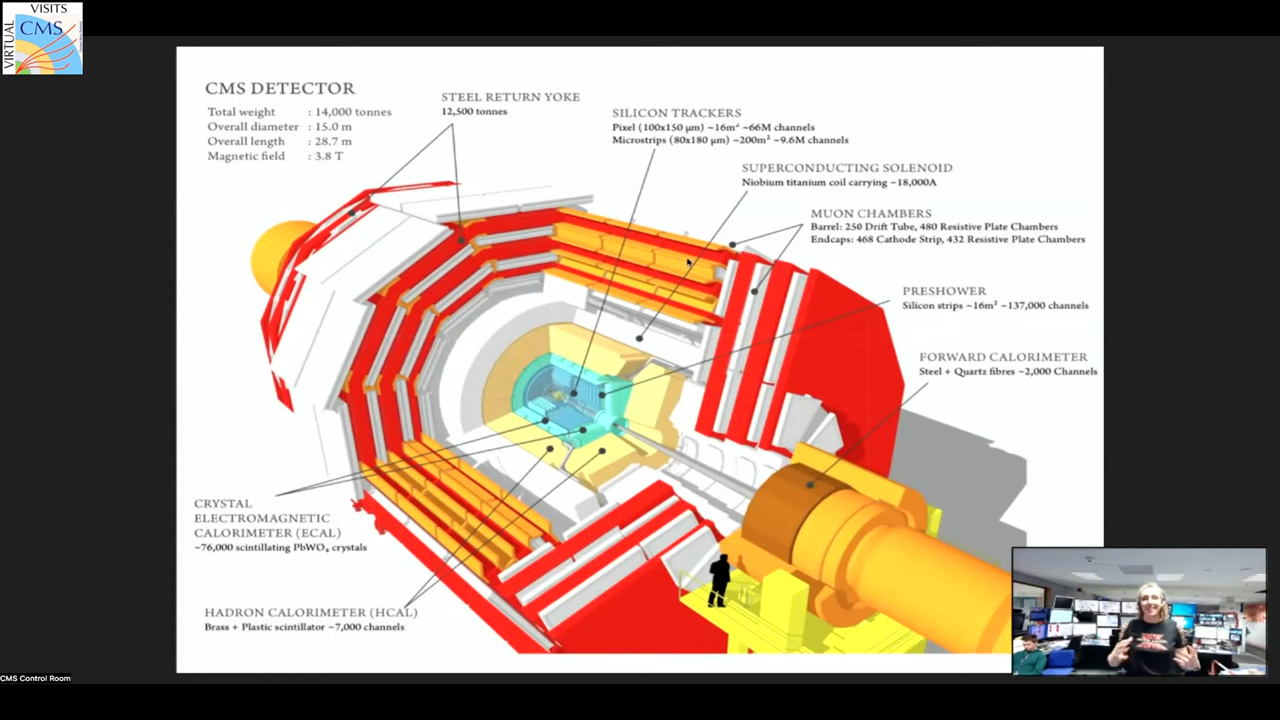 VISITS
VIRTUAL
CMS
CMS DETECTOR
Total weight : 14,000 tonnes
Overall diameter : 15.0 m
Overall length : 28.7 m
Magnetic field : 3.8 T
STEEL RETURN YOKE
12,500 tonnes
SILICON TRACKERS
Pixel (100x150 μm) ~16m² ~66M channels
Microstrips (80x180 μm) ~200m² ~9.6M channels
SUPERCONDUCTING SOLENOID
Niobium titanium coil carrying ~18,000A
MUON CHAMBERS
Barrel: 250 Drift Tube, 480 Resistive Plate Chambers
Endcaps: 468 Cathode Strip, 432 Resistive Plate Chambers
PRESHOWER
Silicon strips ~16m² ~137,000 channels
FORWARD CALORIMETER
Steel + Quartz fibres ~2,000 Channels
CRYSTAL
ELECTROMAGNETIC
CALORIMETER (ECAL)
~76,000 scintillating PbWO₄ crystals
HADRON CALORIMETER (HCAL)
Brass + Plastic scintillator ~7,000 channels
CMS Control Room